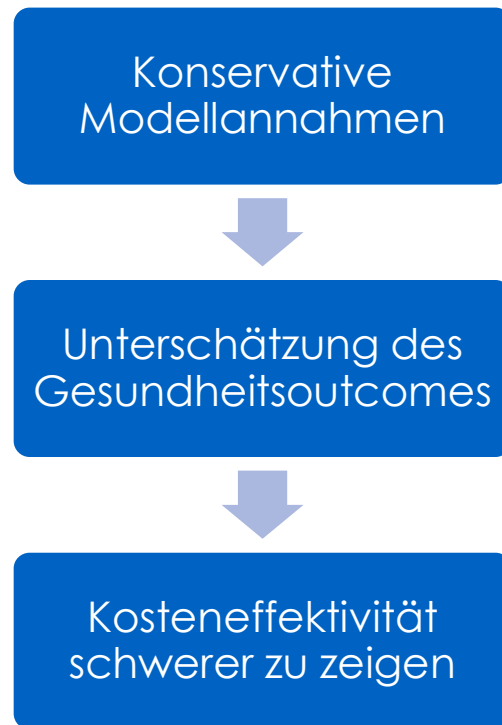 Konservative
Modellannahmen
Unterschätzung des
Gesundheitsoutcomes
Kosteneffektivität
schwerer zu zeigen